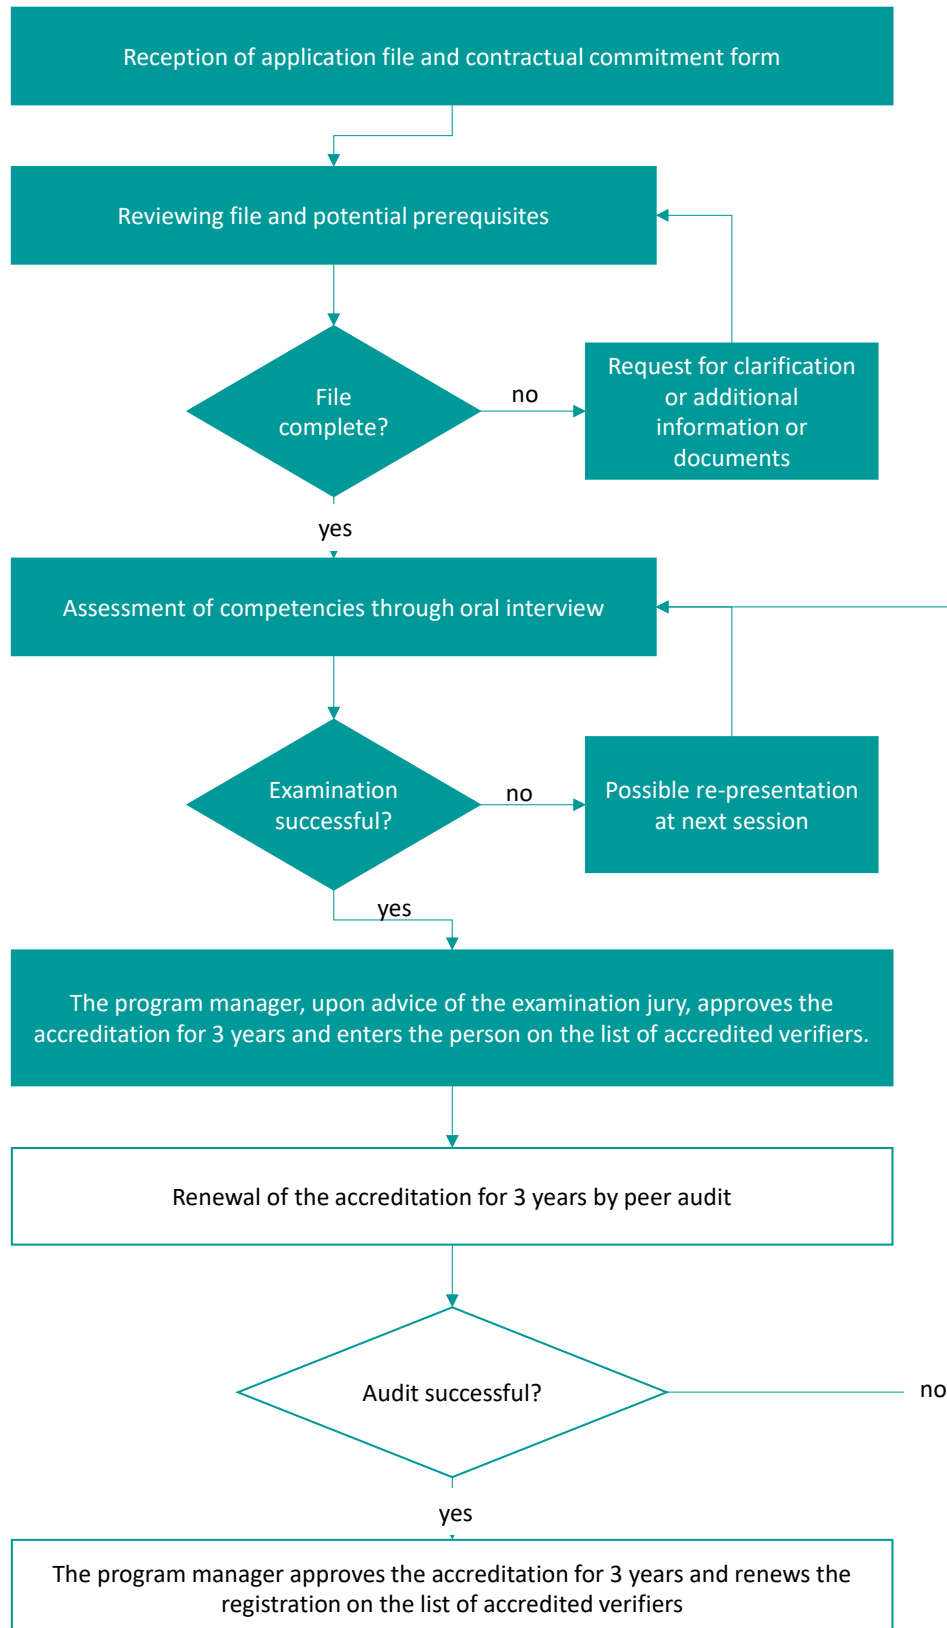 Reception of application file and contractual commitment form
Reviewing file and potential prerequisites
File
complete?
no
Request for clarification
or additional
information or
documents
yes
Assessment of competencies through oral interview
Examination
successful?
no
Possible re-presentation
at next session
yes
The program manager, upon advice of the examination jury, approves the
accreditation for 3 years and enters the person on the list of accredited verifiers.
Renewal of the accreditation for 3 years by peer audit
Audit successful?
no
yes
The program manager approves the accreditation for 3 years and renews the
registration on the list of accredited verifiers